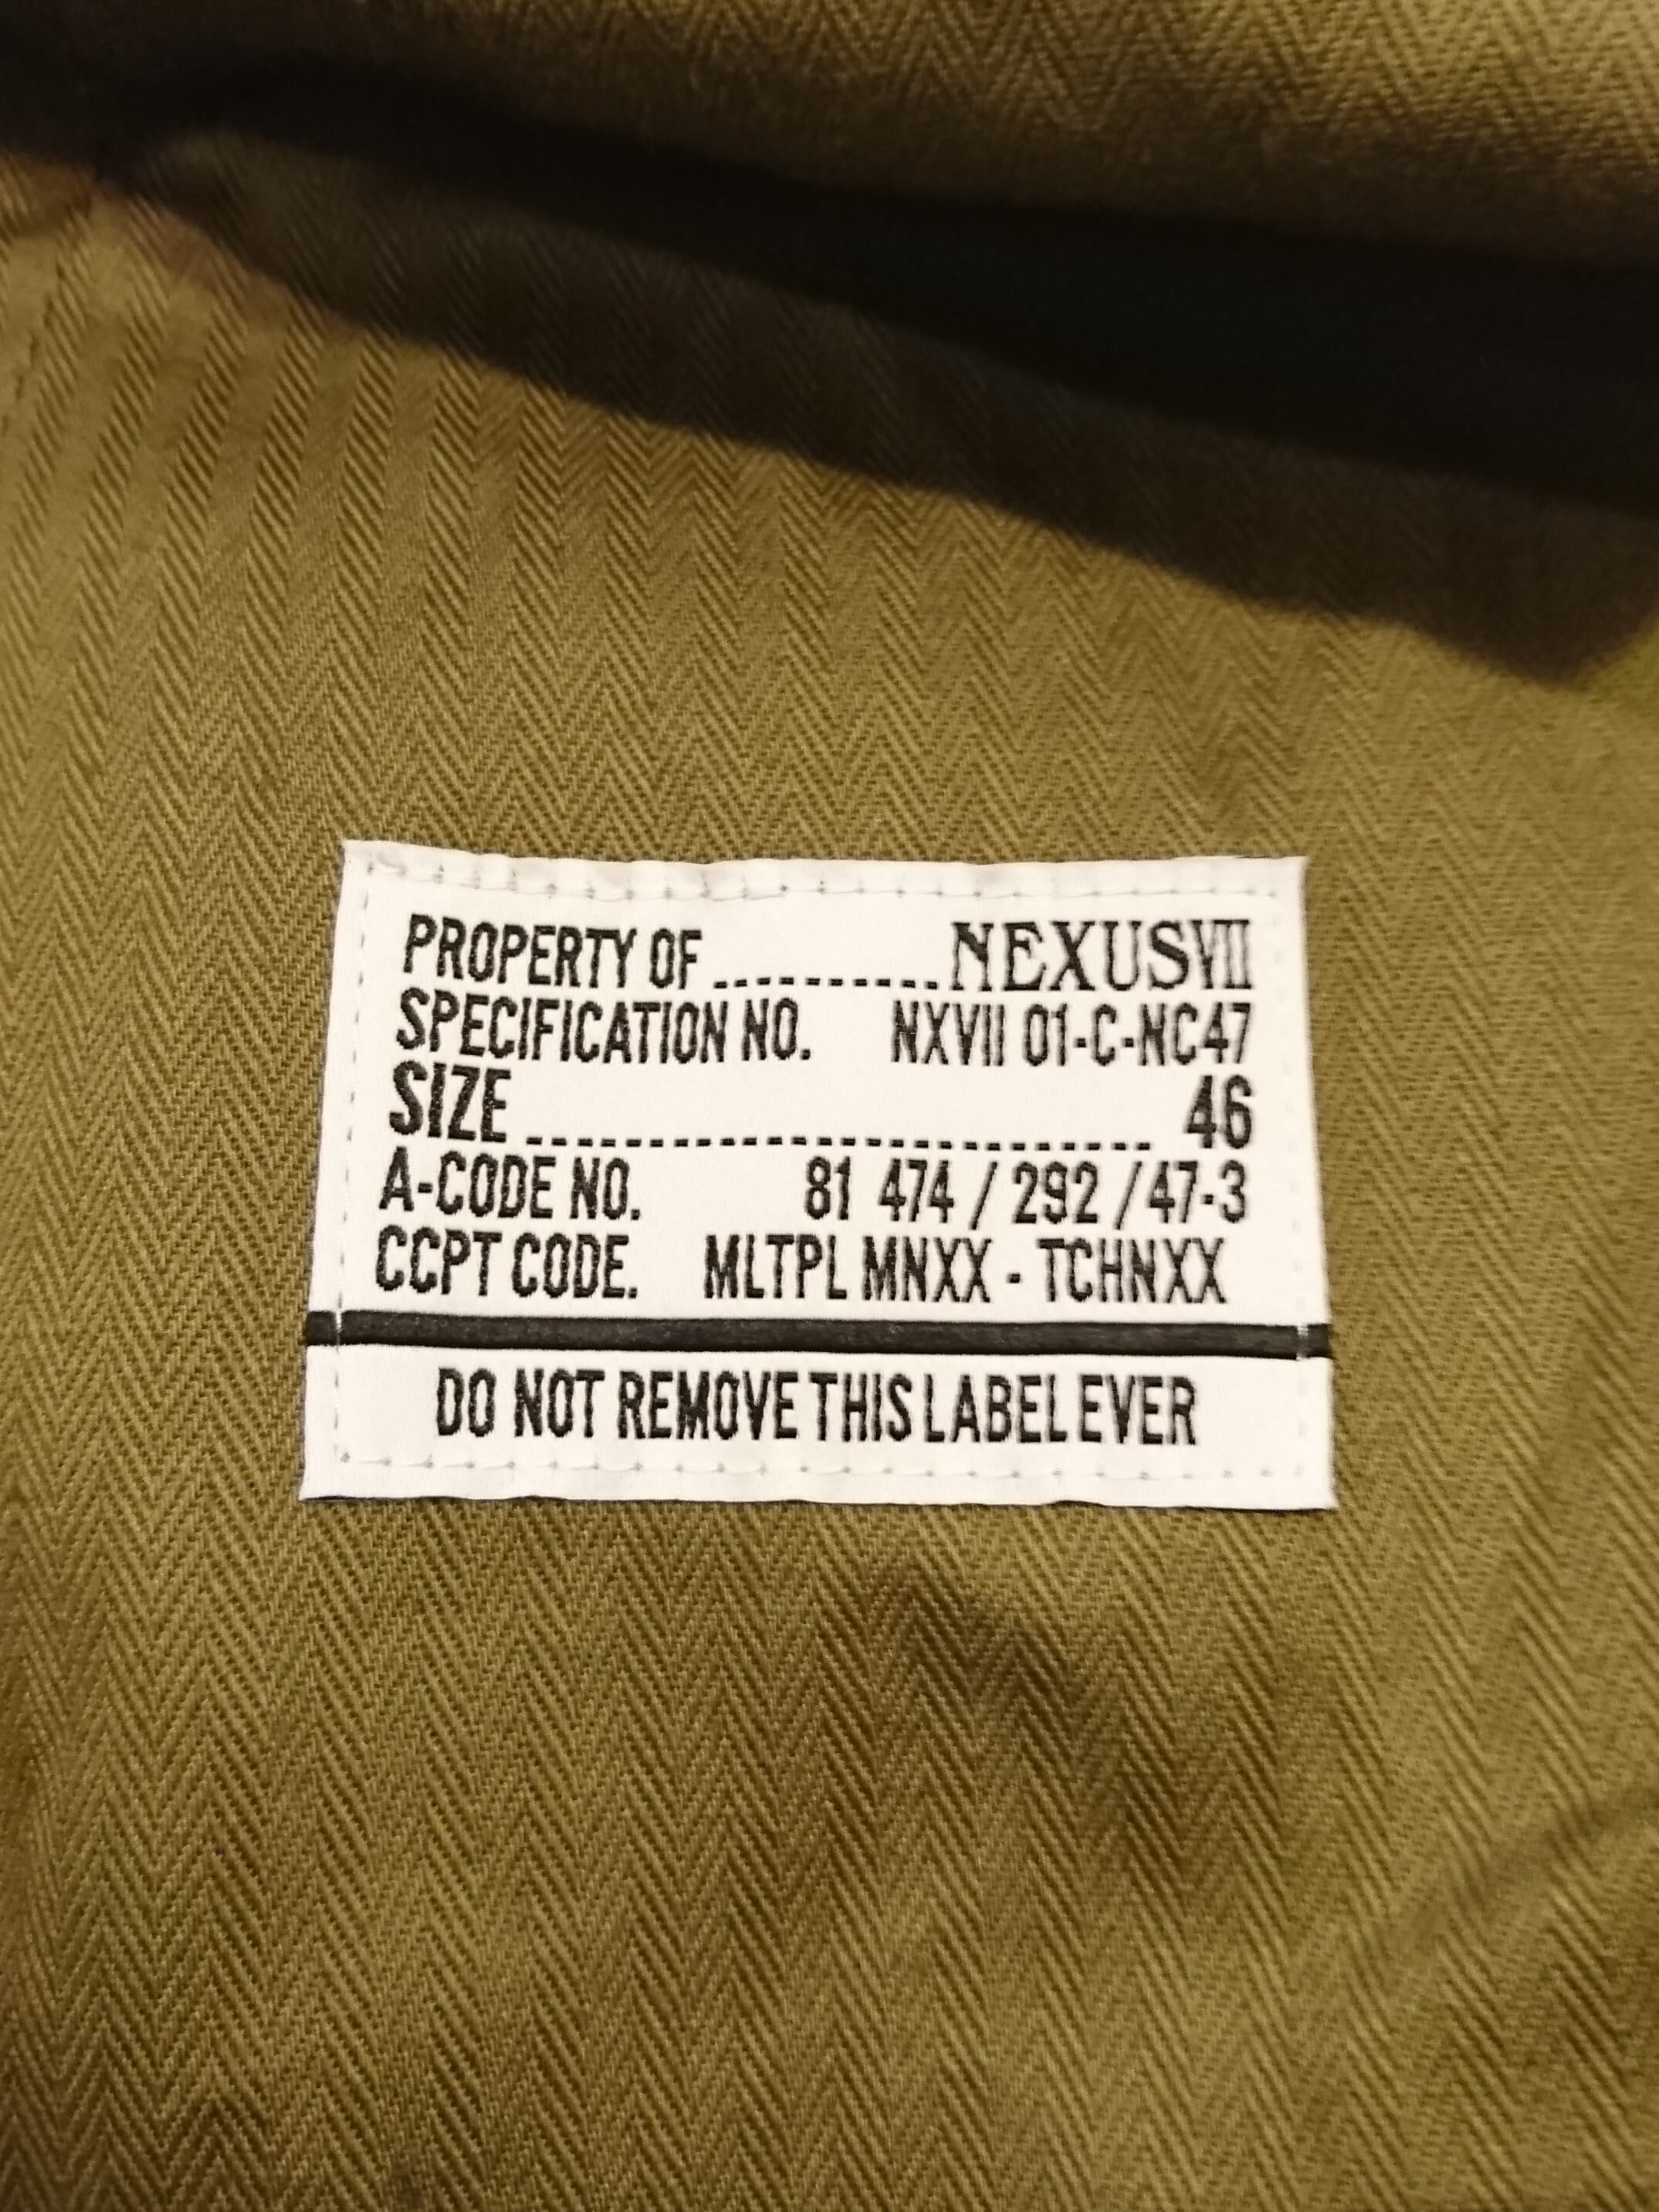 PROPERTY OF..........NEXUSVII
SPECIFICATION NO. NXVII 01-C-NC47
SIZE.............................. 46
A-CODE NO. 81 474 / 292 /47-3
CCPT CODE. MLTPL MNXX - TCHNXX
DO NOT REMOVE THIS LABEL EVER